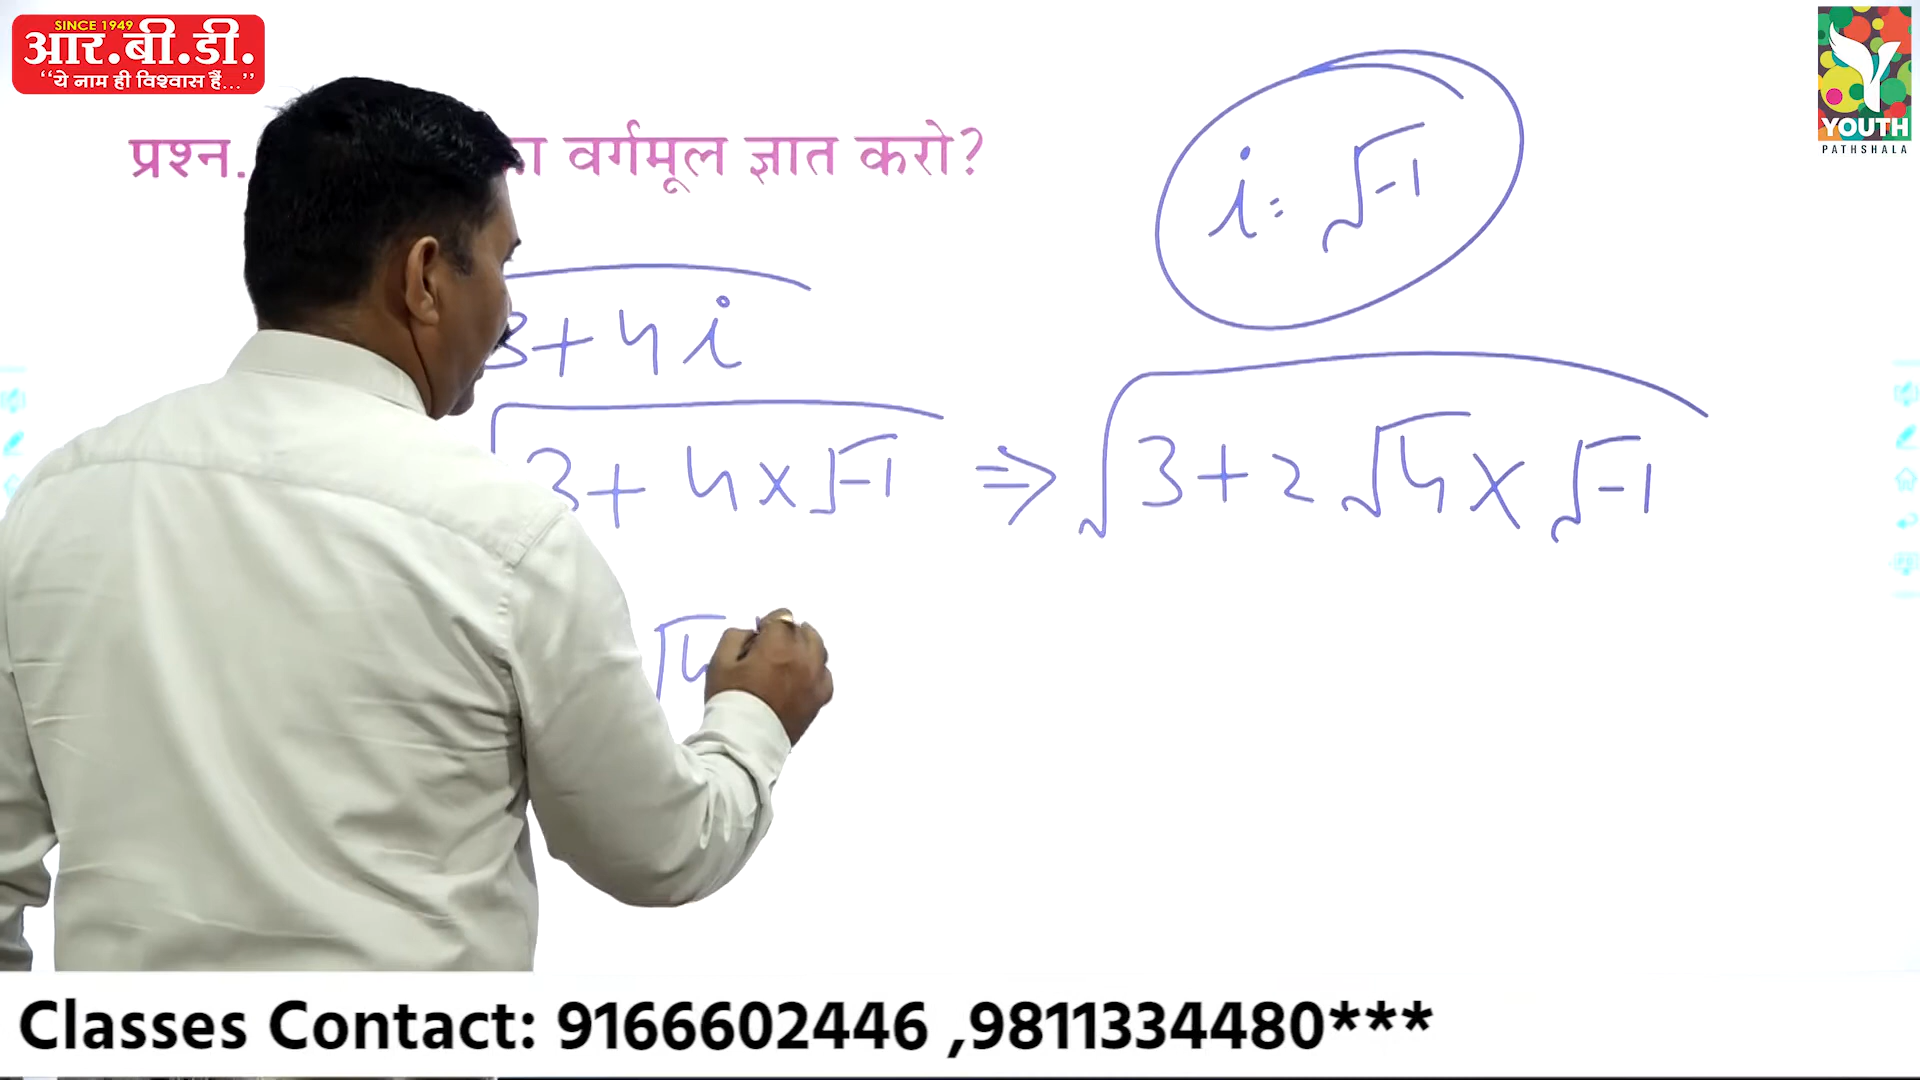 SINCE 1949
आर.बी.डी.
“ये नाम ही विश्वास हैं...”
YOUTH
PATHSHALA
प्रश्न. वर्गमूल ज्ञात करो?
i = √-1
3 + 4i
√3 + 4 × √-1 ⇒ √3 + 2 √4 × √-1
√4
Classes Contact: 9166602446 ,9811334480***